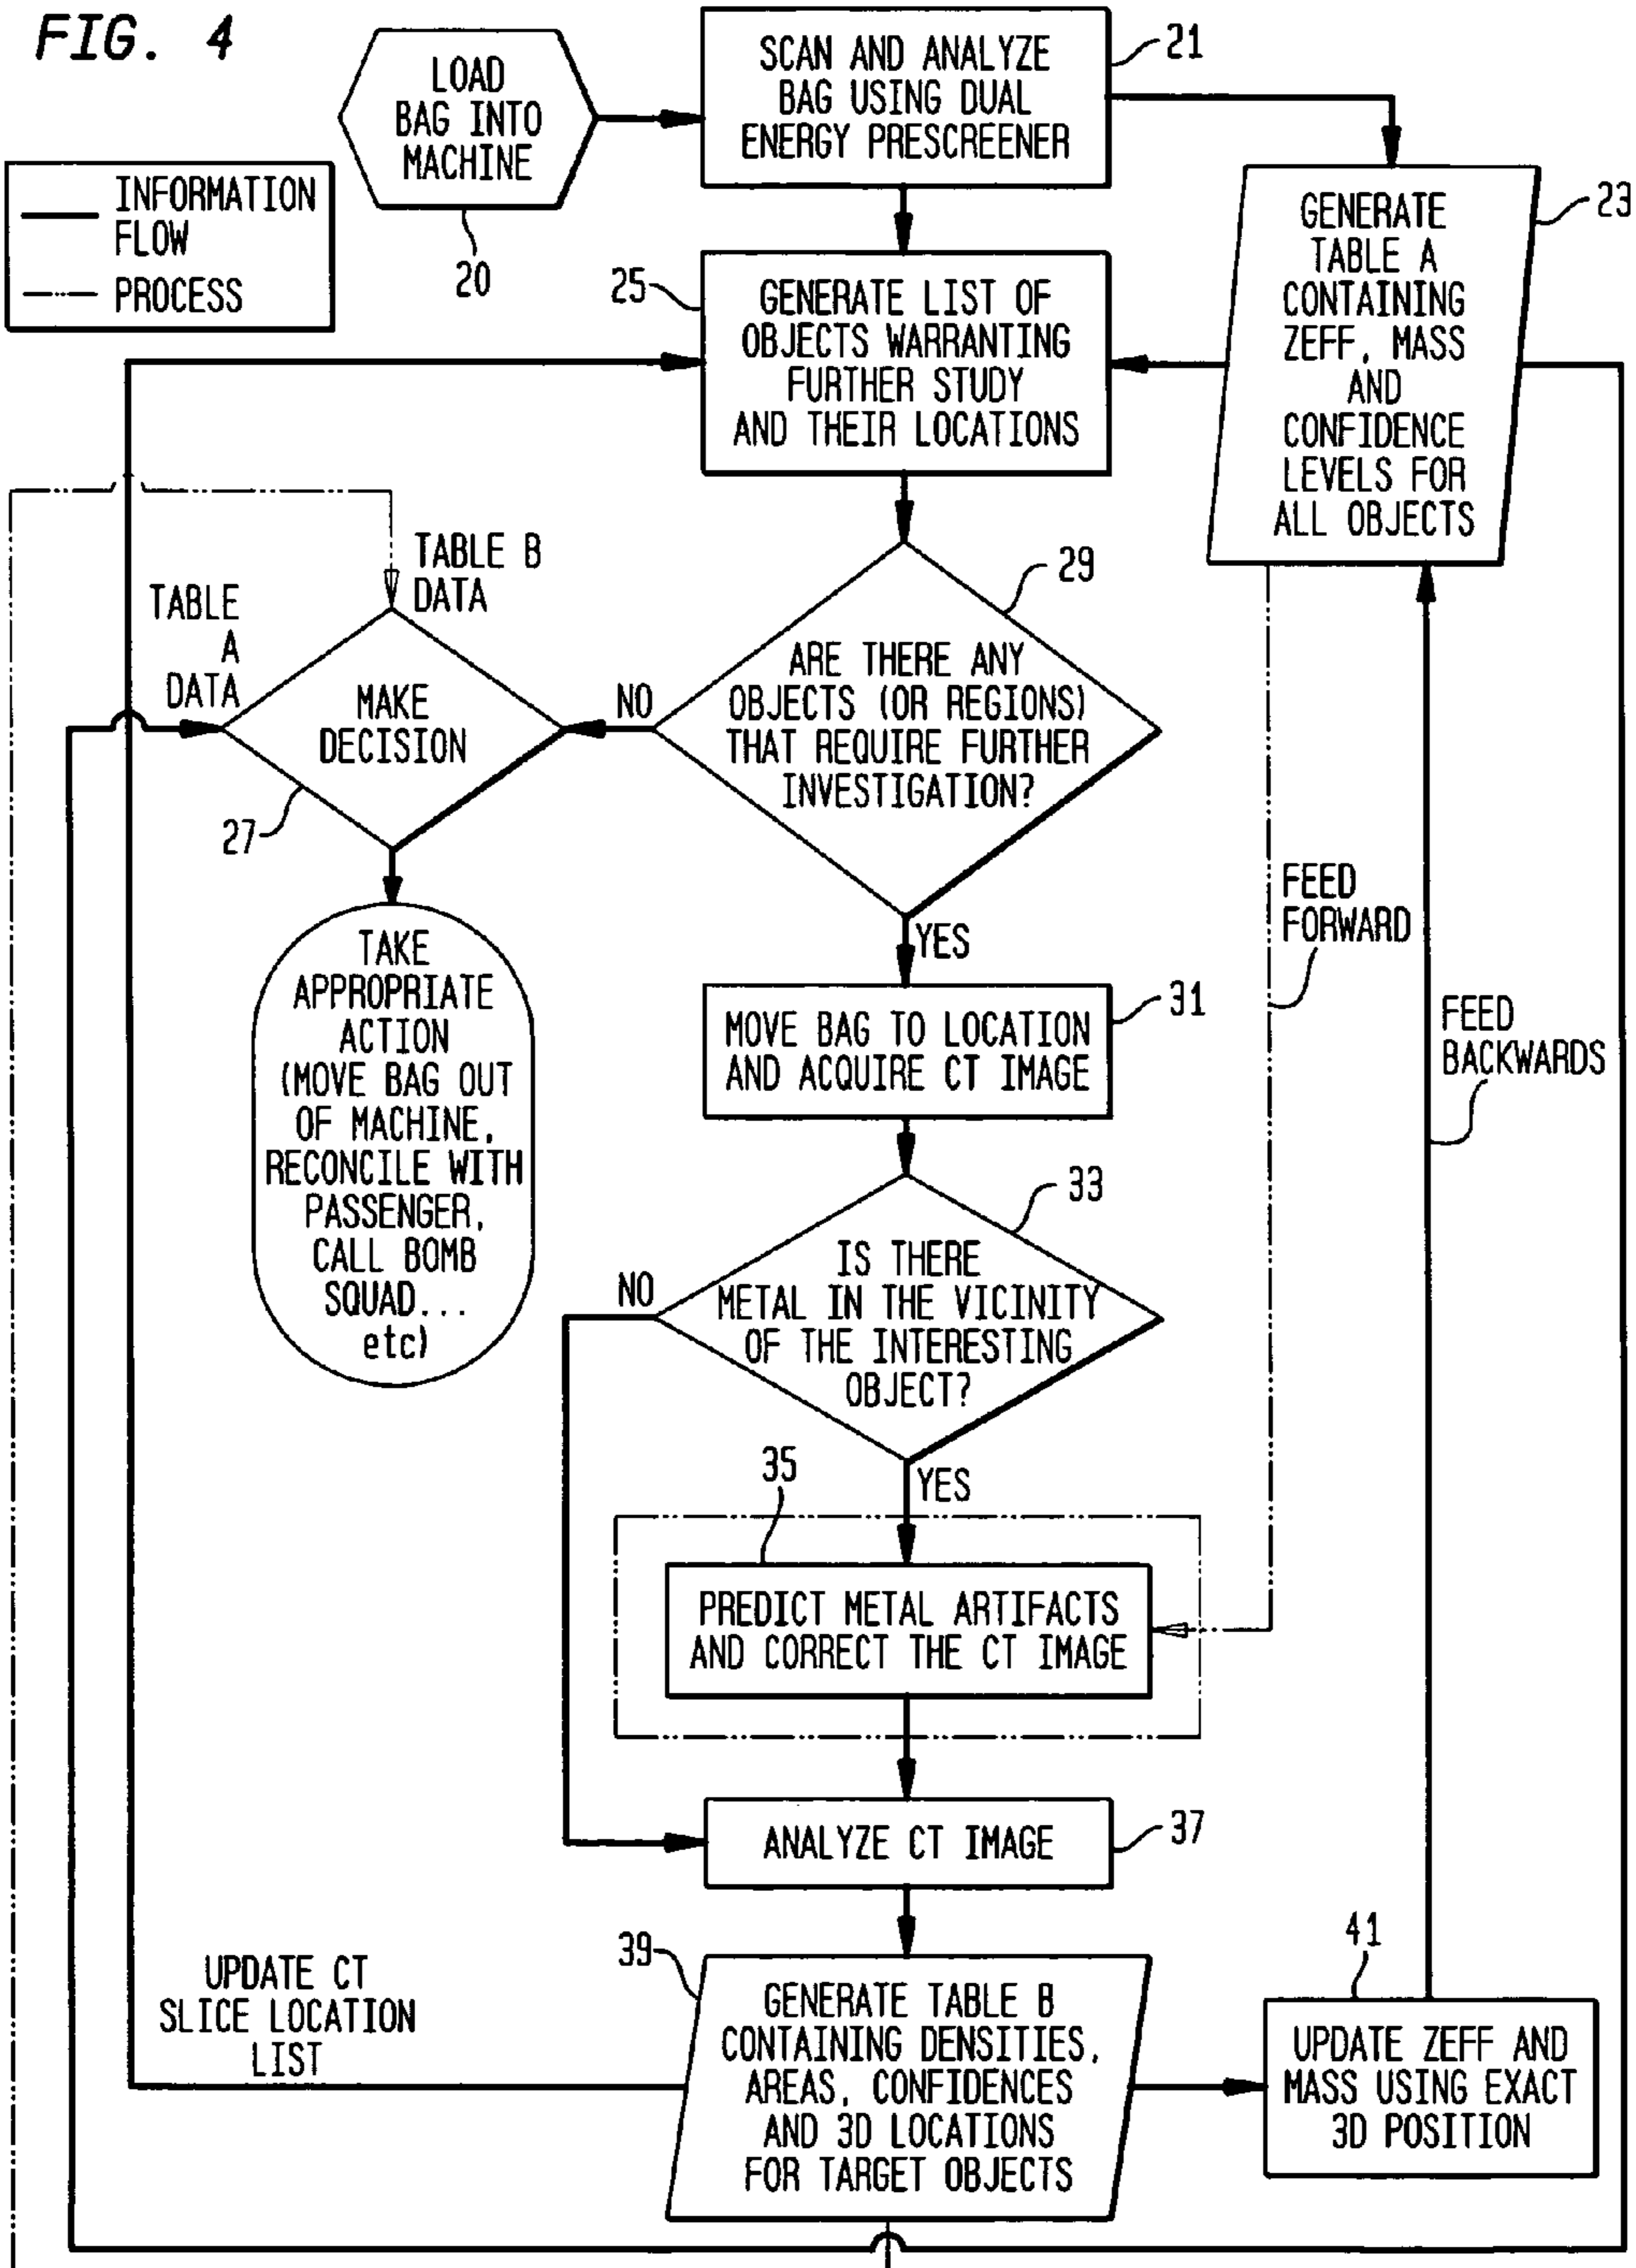 FIG. 4
LOAD
BAG INTO
MACHINE
20
SCAN AND ANALYZE
BAG USING DUAL
ENERGY PRESCREENER
21
INFORMATION
FLOW
PROCESS
GENERATE
TABLE A
CONTAINING
ZEFF, MASS
AND
CONFIDENCE
LEVELS FOR
ALL OBJECTS
23
25
GENERATE LIST OF
OBJECTS WARRANTING
FURTHER STUDY
AND THEIR LOCATIONS
TABLE B
DATA
TABLE
A
DATA
MAKE
DECISION
27
NO
ARE THERE ANY
OBJECTS (OR REGIONS)
THAT REQUIRE FURTHER
INVESTIGATION?
29
YES
FEED
FORWARD
FEED
BACKWARDS
TAKE
APPROPRIATE
ACTION
(MOVE BAG OUT
OF MACHINE,
RECONCILE WITH
PASSENGER,
CALL BOMB
SQUAD...
etc)
MOVE BAG TO LOCATION
AND ACQUIRE CT IMAGE
31
NO
IS THERE
METAL IN THE VICINITY
OF THE INTERESTING
OBJECT?
33
YES
35
PREDICT METAL ARTIFACTS
AND CORRECT THE CT IMAGE
ANALYZE CT IMAGE
37
UPDATE CT
SLICE LOCATION
LIST
39
GENERATE TABLE B
CONTAINING DENSITIES,
AREAS, CONFIDENCES
AND 3D LOCATIONS
FOR TARGET OBJECTS
41
UPDATE ZEFF AND
MASS USING EXACT
3D POSITION